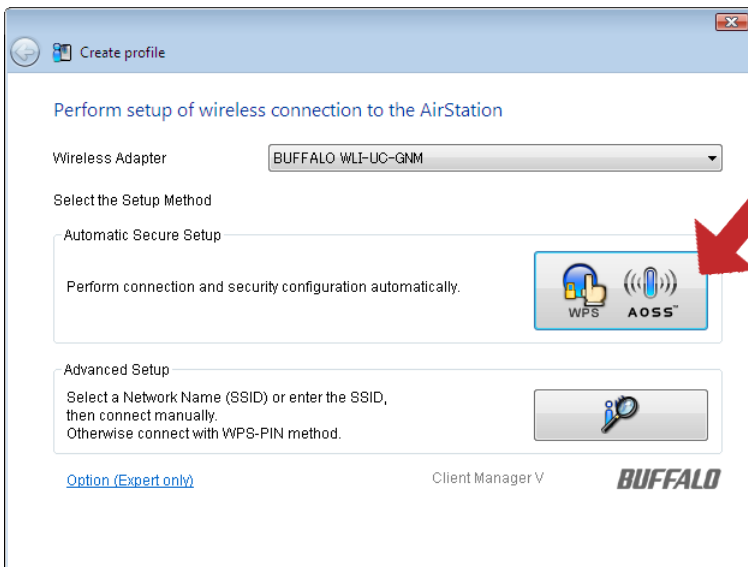 Create profile
Perform setup of wireless connection to the AirStation
Wireless Adapter
BUFFALO WLI-UC-GNM
Select the Setup Method
Automatic Secure Setup
Perform connection and security configuration automatically.
WPS
AOSS™
Advanced Setup
Select a Network Name (SSID) or enter the SSID,
then connect manually.
Otherwise connect with WPS-PIN method.
Option (Expert only)
Client Manager V
BUFFALO